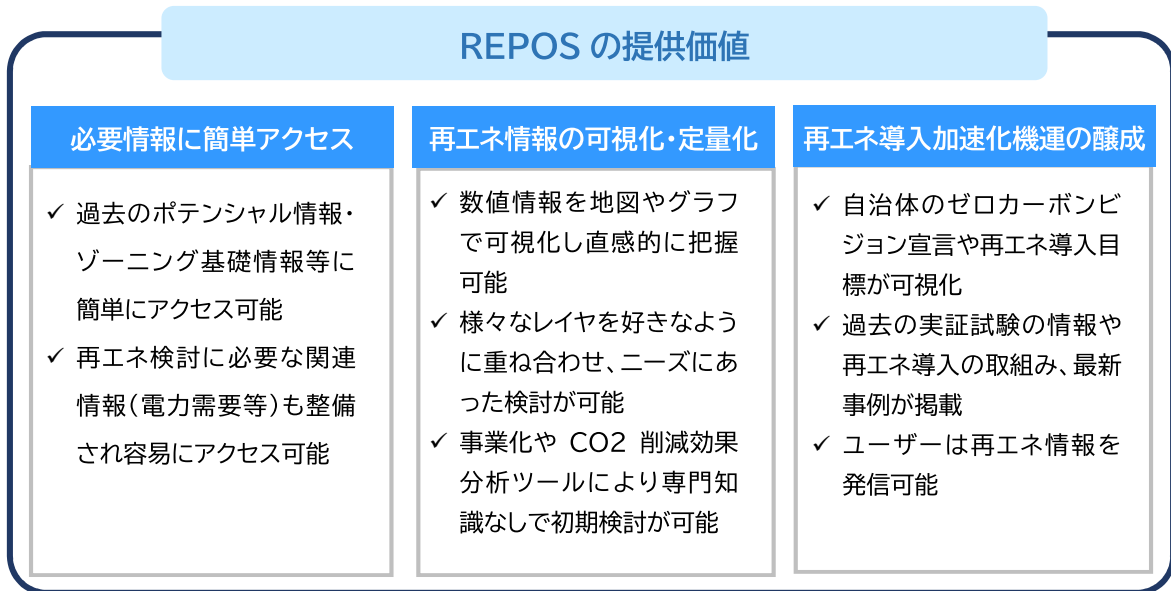 REPOS の提供価値
必要情報に簡単アクセス
✓ 過去のポテンシャル情報・
ゾーニング基礎情報等に
簡単にアクセス可能
✓ 再エネ検討に必要な関連
情報(電力需要等)も整備
され容易にアクセス可能
再エネ情報の可視化・定量化
✓ 数値情報を地図やグラフ
で可視化し直感的に把握
可能
✓ 様々なレイヤを好きなよう
に重ね合わせ、ニーズにあ
った検討が可能
✓ 事業化や CO2 削減効果
分析ツールにより専門知
識なしで初期検討が可能
再エネ導入加速化機運の醸成
✓ 自治体のゼロカーボンビ
ジョン宣言や再エネ導入目
標が可視化
✓ 過去の実証試験の情報や
再エネ導入の取組み、最新
事例が掲載
✓ ユーザーは再エネ情報を
発信可能